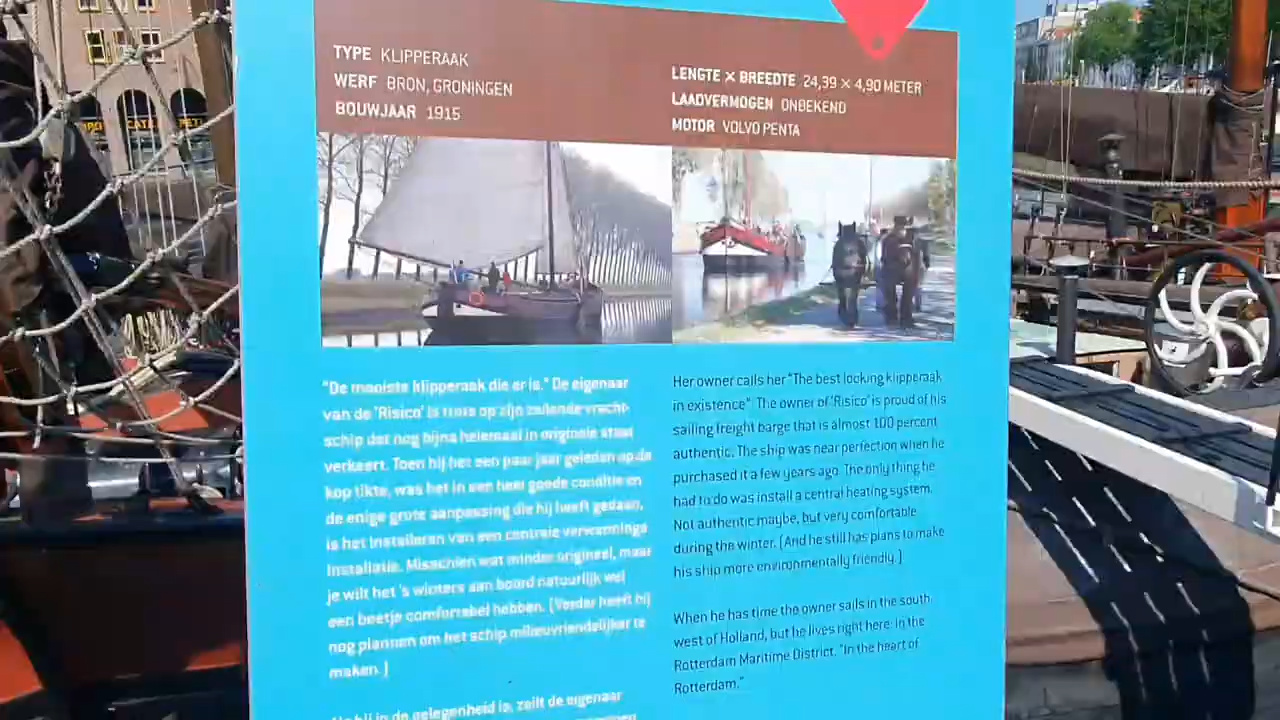 TYPE KLIPPERAAK
WERF BRON, GRONINGEN
BOUWJAAR 1915
LENGTE × BREEDTE 24,39 × 4,90 METER
LAADVERMOGEN ONBEKEND
MOTOR VOLVO PENTA
"De mooiste klipperaak die er is." De eigenaar
van de 'Risico' is trots op zijn zeilende vracht-
schip dat nog bijna helemaal in originele staat
verkeert. Toen hij het een paar jaar geleden op de
kop tikte, was het in een heel goede conditie en
de enige grote aanpassing die hij heeft gedaan,
is het installeren van een centrale verwarmings
installatie. Misschien wat minder origineel, maar
je wilt het 's winters aan boord natuurlijk wel
een beetje comfortabel hebben. (Verder heeft hij
nog plannen om het schip milieuvriendelijker te
maken.)
hij in de gelegenheid is, zeilt de eigenaar
Her owner calls her "The best looking klipperaak
in existence". The owner of 'Risico' is proud of his
sailing freight barge that is almost 100 percent
authentic. The ship was near perfection when he
purchased it a few years ago. The only thing he
had to do was install a central heating system.
Not authentic maybe, but very comfortable
during the winter. (And he still has plans to make
his ship more environmentally friendly.)
When he has time the owner sails in the south
west of Holland, but he lives right here: in the
Rotterdam Maritime District. "In the heart of
Rotterdam."